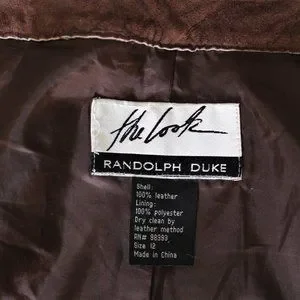 the look
RANDOLPH DUKE
Shell:
100% leather
Lining:
100% polyester
Dry clean by
leather method
RN# 98999
Size 12
Made in China